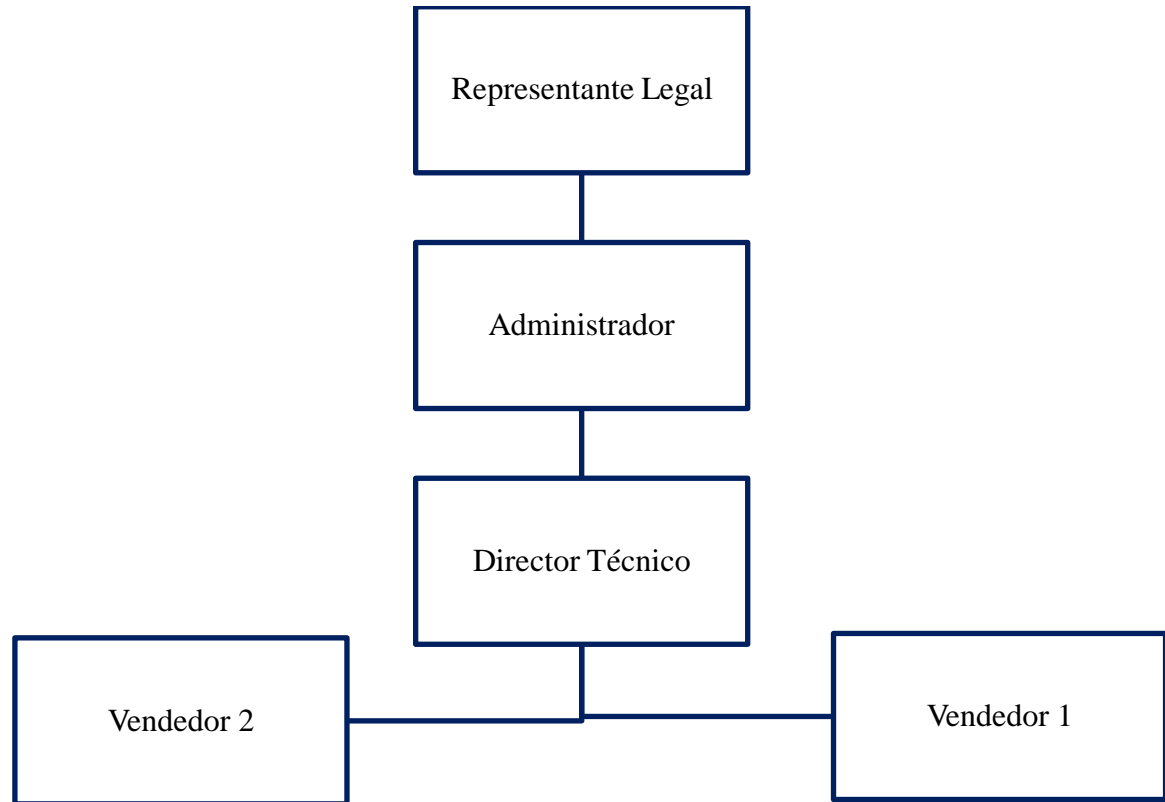 Representante Legal
Administrador
Director Técnico
Vendedor 2
Vendedor 1